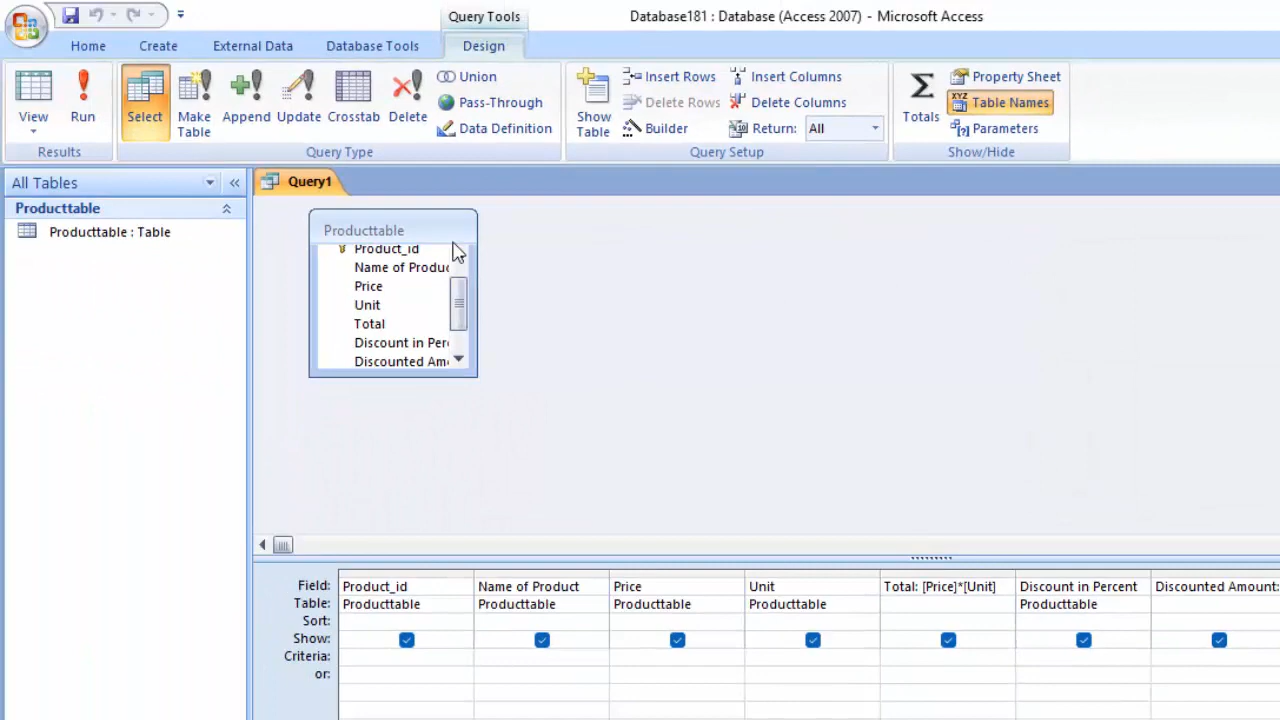 Query Tools
Database181 : Database (Access 2007) - Microsoft Access
Home Create External Data Database Tools Design
View
Run
Select
Make Table
Append
Update
Crosstab
Delete
Union
Pass-Through
Data Definition
Show Table
Insert Rows
Delete Rows
Builder
Insert Columns
Delete Columns
Return: All
Totals
Property Sheet
XYZ Table Names
Parameters
Results
Query Type
Query Setup
Show/Hide
All Tables
Producttable
Producttable : Table
Query1
Producttable
Product_id
Name of Produc
Price
Unit
Total
Discount in Per
Discounted Am
Field: Product_id Name of Product Price Unit Total: [Price]*[Unit] Discount in Percent Discounted Amount:
Table: Producttable Producttable Producttable Producttable Producttable
Sort:
Show:
Criteria:
or: